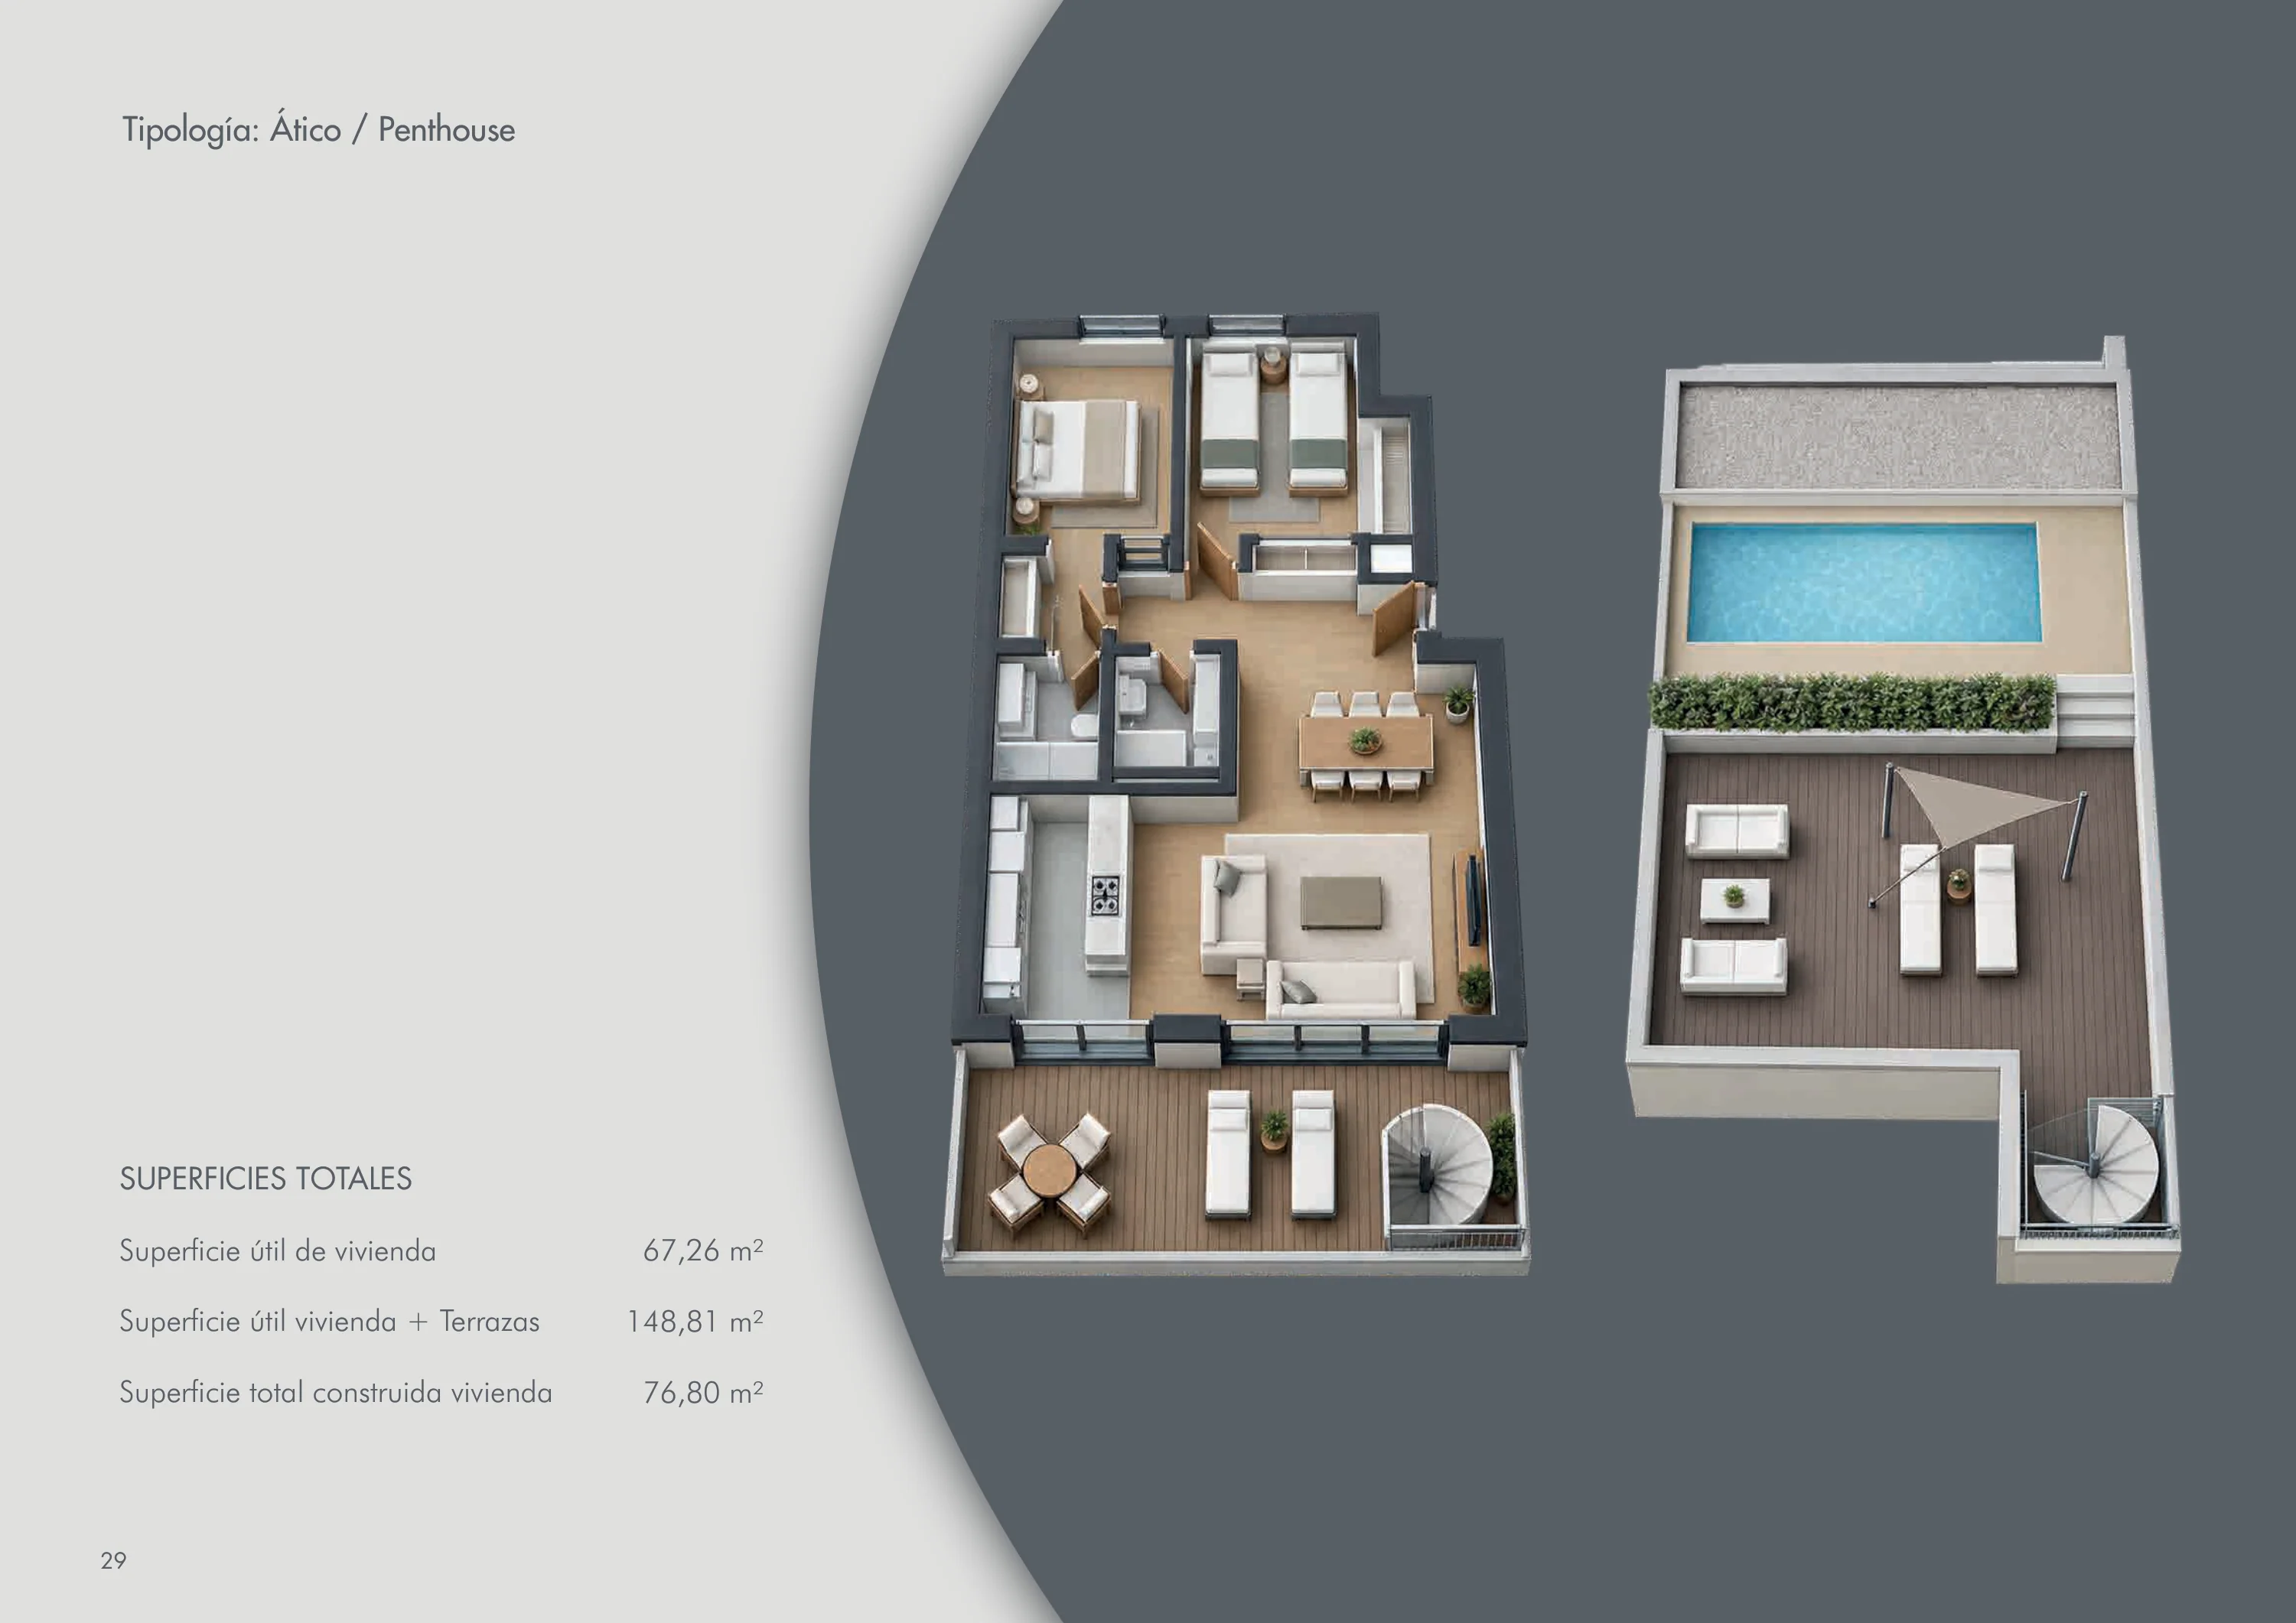 Tipología: Ático / Penthouse
SUPERFICIES TOTALES
Superficie útil de vivienda 67,26 m²
Superficie útil vivienda + Terrazas 148,81 m²
Superficie total construida vivienda 76,80 m²
29